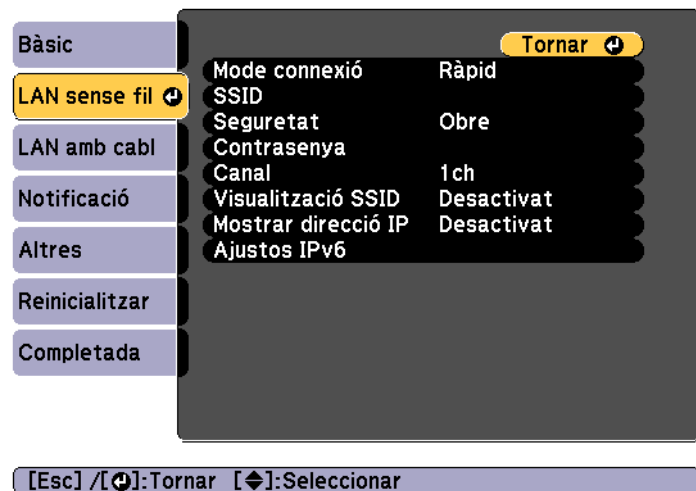 Bàsic
LAN sense fil
LAN amb cabl
Notificació
Altres
Reinicialitzar
Completada
Tornar
Mode connexió Ràpid
SSID
Seguretat Obre
Contrasenya
Canal 1ch
Visualització SSID Desactivat
Mostrar direcció IP Desactivat
Ajustos IPv6
[Esc] /[⏎]:Tornar [◆]:Seleccionar